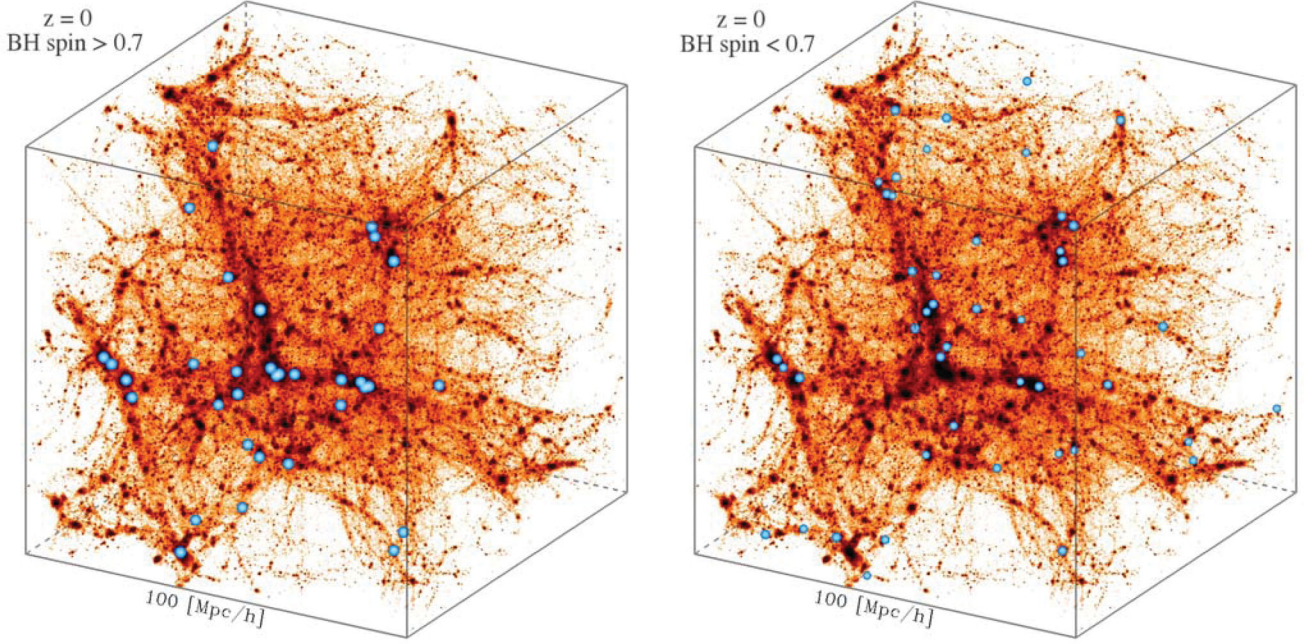 z = 0
BH spin > 0.7
100 [Mpc/h]
z = 0
BH spin < 0.7
100 [Mpc/h]